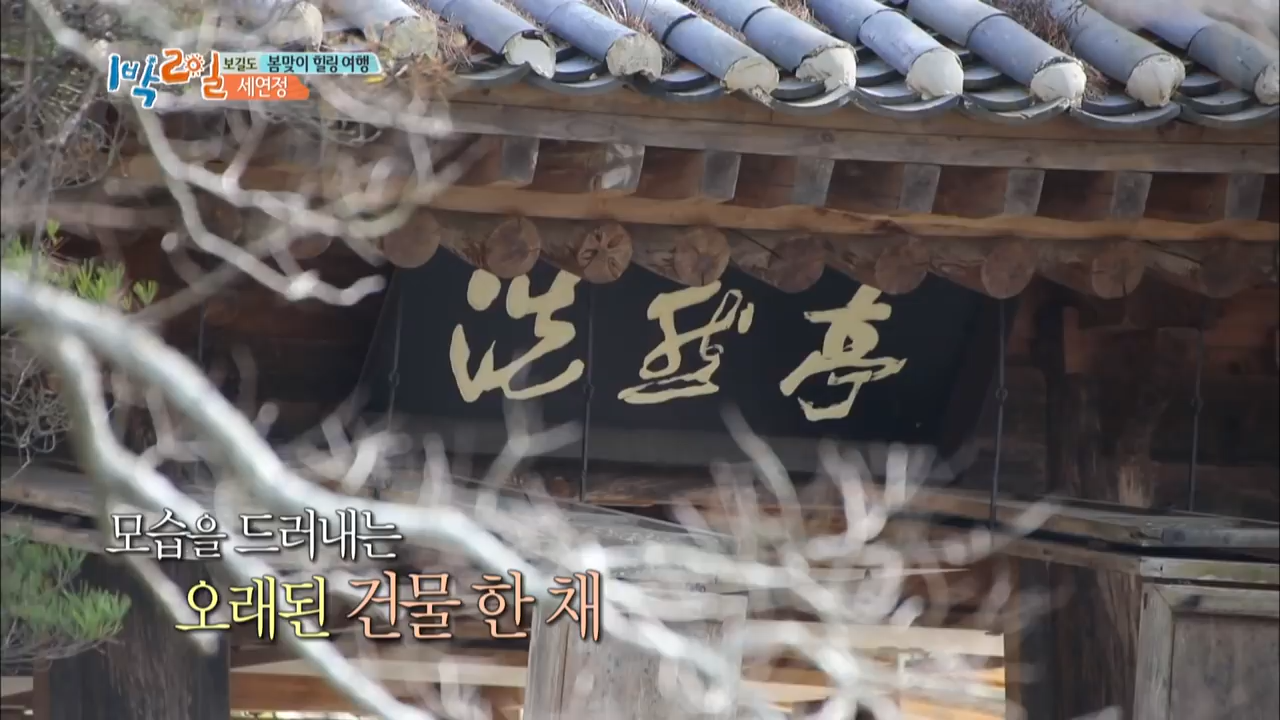 1박2일 보길도 봄맞이 힐링 여행
세연정
洗然亭
모습을 드러내는
오래된 건물 한 채